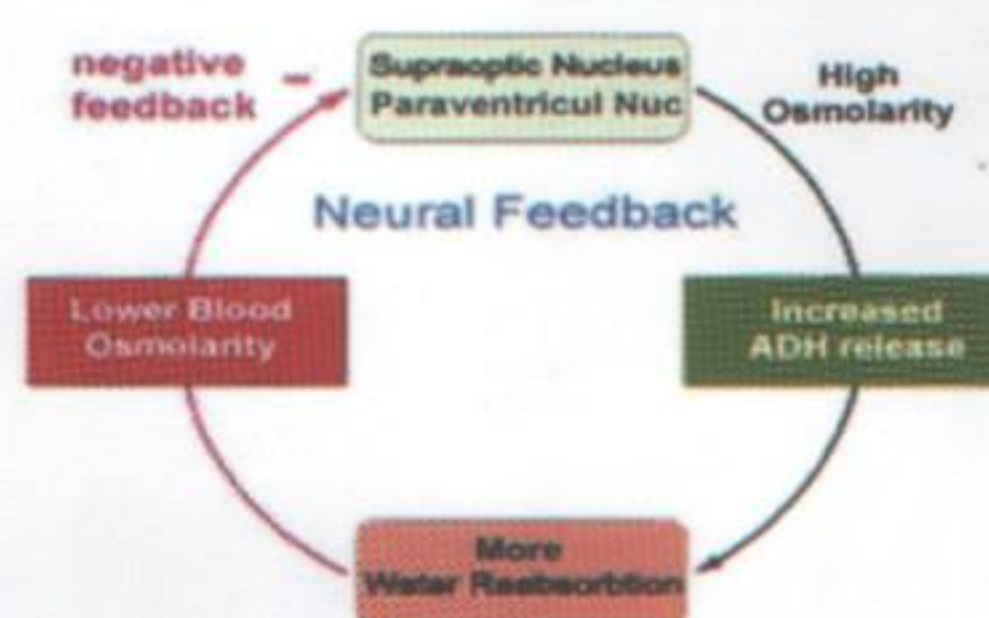 negative
feedback
–
Supraoptic Nucleus
Paraventricul Nuc
High
Osmolarity
Neural Feedback
Lower Blood
Osmolarity
Increased
ADH release
More
Water Reabsorbtion